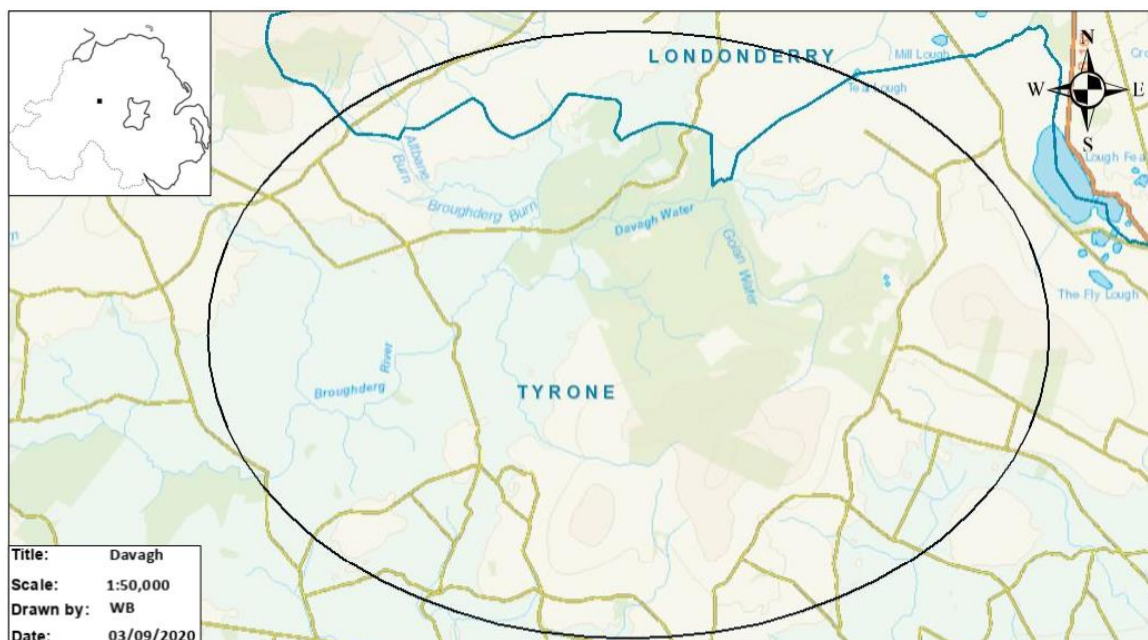 LONDONDERRY
Mill Lough
Tea Lough
N
W
E
S
Lough Fea
The Fly Lough
Altbane
Burn
Broughderg Burn
Davagh Water
Goan Water
Broughderg
River
TYRONE
Title: Davagh
Scale: 1:50,000
Drawn by: WB
Date: 03/09/2020